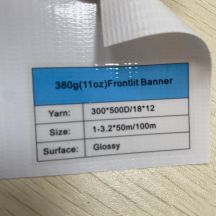 380g(11oz)Frontlit Banner
Yarn: 300*500D/18*12
Size: 1-3.2*50m/100m
Surface: Glossy